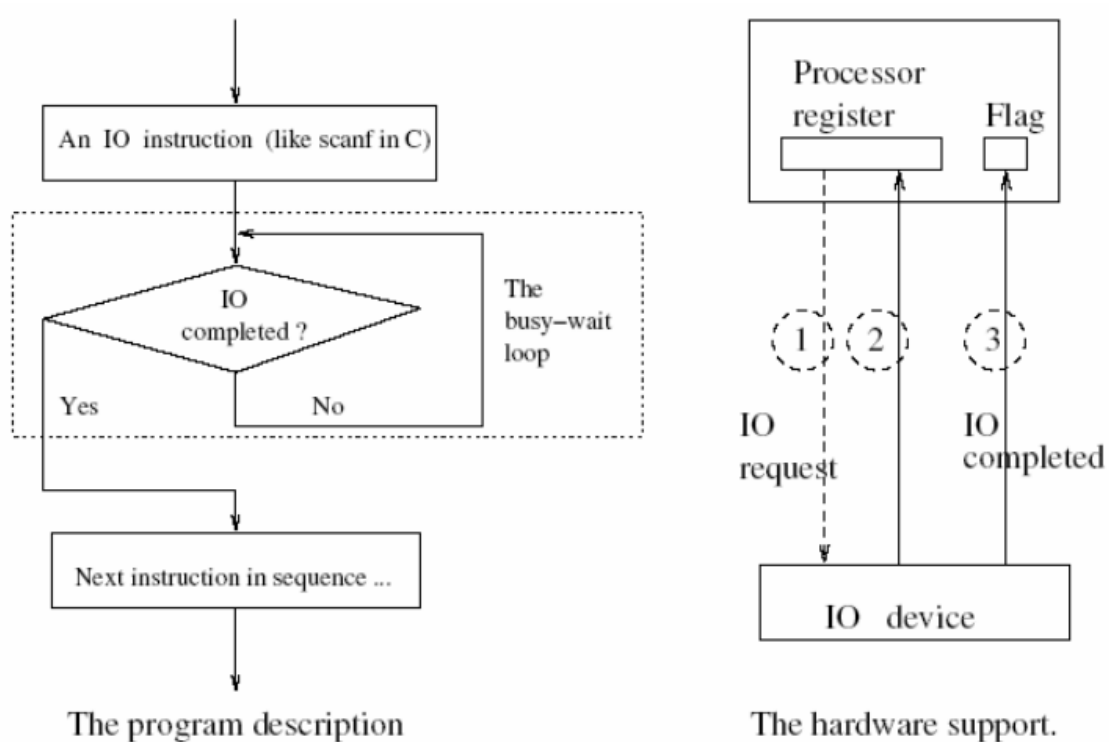 An IO instruction (like scanf in C)
IO
completed ?
The
busy-wait
loop
Yes
No
Next instruction in sequence ...
The program description
Processor
register
Flag
1
2
3
IO
request
IO
completed
IO device
The hardware support.